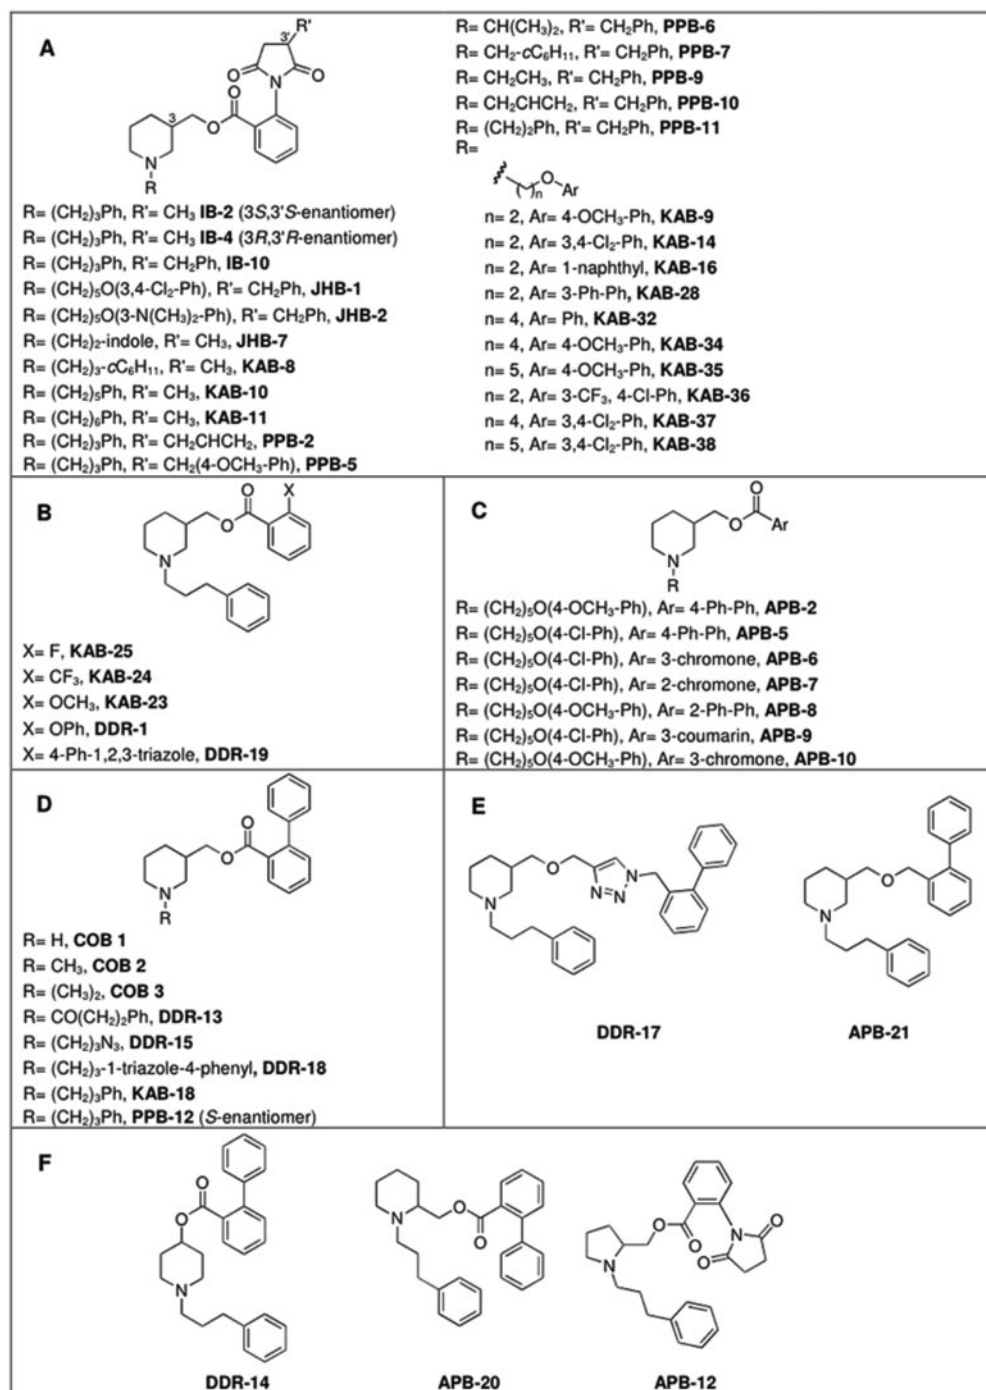 A
R'
3'
O
N
O
O
O
3
N
R
R= (CH₂)₃Ph, R'= CH₃ IB-2 (3S,3'S-enantiomer)
R= (CH₂)₃Ph, R'= CH₃ IB-4 (3R,3'R-enantiomer)
R= (CH₂)₃Ph, R'= CH₂Ph, IB-10
R= (CH₂)₅O(3,4-Cl₂-Ph), R'= CH₂Ph, JHB-1
R= (CH₂)₅O(3-N(CH₃)₂-Ph), R'= CH₂Ph, JHB-2
R= (CH₂)₂-indole, R'= CH₃, JHB-7
R= (CH₂)₃-cC₆H₁₁, R'= CH₃, KAB-8
R= (CH₂)₅Ph, R'= CH₃, KAB-10
R= (CH₂)₆Ph, R'= CH₃, KAB-11
R= (CH₂)₃Ph, R'= CH₂CHCH₂, PPB-2
R= (CH₂)₃Ph, R'= CH₂(4-OCH₃-Ph), PPB-5
R= CH(CH₃)₂, R'= CH₂Ph, PPB-6
R= CH₂-cC₆H₁₁, R'= CH₂Ph, PPB-7
R= CH₂CH₃, R'= CH₂Ph, PPB-9
R= CH₂CHCH₂, R'= CH₂Ph, PPB-10
R= (CH₂)₂Ph, R'= CH₂Ph, PPB-11
R=
( )n O Ar
n= 2, Ar= 4-OCH₃-Ph, KAB-9
n= 2, Ar= 3,4-Cl₂-Ph, KAB-14
n= 2, Ar= 1-naphthyl, KAB-16
n= 2, Ar= 3-Ph-Ph, KAB-28
n= 4, Ar= Ph, KAB-32
n= 4, Ar= 4-OCH₃-Ph, KAB-34
n= 5, Ar= 4-OCH₃-Ph, KAB-35
n= 2, Ar= 3-CF₃, 4-Cl-Ph, KAB-36
n= 4, Ar= 3,4-Cl₂-Ph, KAB-37
n= 5, Ar= 3,4-Cl₂-Ph, KAB-38
B
O
X
O
N
X= F, KAB-25
X= CF₃, KAB-24
X= OCH₃, KAB-23
X= OPh, DDR-1
X= 4-Ph-1,2,3-triazole, DDR-19
C
O
O
Ar
N
R
R= (CH₂)₅O(4-OCH₃-Ph), Ar= 4-Ph-Ph, APB-2
R= (CH₂)₅O(4-Cl-Ph), Ar= 4-Ph-Ph, APB-5
R= (CH₂)₅O(4-Cl-Ph), Ar= 3-chromone, APB-6
R= (CH₂)₅O(4-Cl-Ph), Ar= 2-chromone, APB-7
R= (CH₂)₅O(4-OCH₃-Ph), Ar= 2-Ph-Ph, APB-8
R= (CH₂)₅O(4-Cl-Ph), Ar= 3-coumarin, APB-9
R= (CH₂)₅O(4-OCH₃-Ph), Ar= 3-chromone, APB-10
D
O
O
N
R
R= H, COB 1
R= CH₃, COB 2
R= (CH₃)₂, COB 3
R= CO(CH₂)₂Ph, DDR-13
R= (CH₂)₃N₃, DDR-15
R= (CH₂)₃-1-triazole-4-phenyl, DDR-18
R= (CH₂)₃Ph, KAB-18
R= (CH₂)₃Ph, PPB-12 (S-enantiomer)
E
O
N
N=N
N
DDR-17
O
N
APB-21
F
O
O
N
DDR-14
N
O
O
APB-20
O
O
N
O
O
N
APB-12